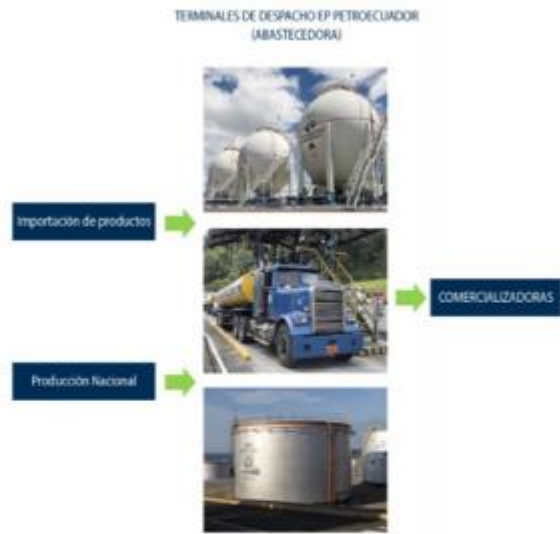 TERMINALES DE DESPACHO EP PETROECUADOR
(ABASTECEDORA)
Importación de productos
COMERCIALIZADORAS
Producción Nacional